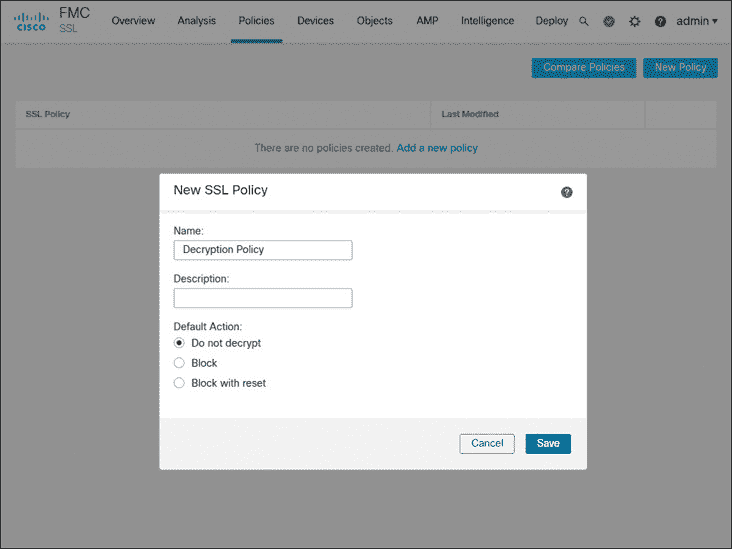 cisco
FMC
SSL
Overview Analysis Policies Devices Objects AMP Intelligence Deploy admin
Compare Policies New Policy
SSL Policy Last Modified
There are no policies created. Add a new policy
New SSL Policy
Name:
Decryption Policy
Description:
Default Action:
Do not decrypt
Block
Block with reset
Cancel Save